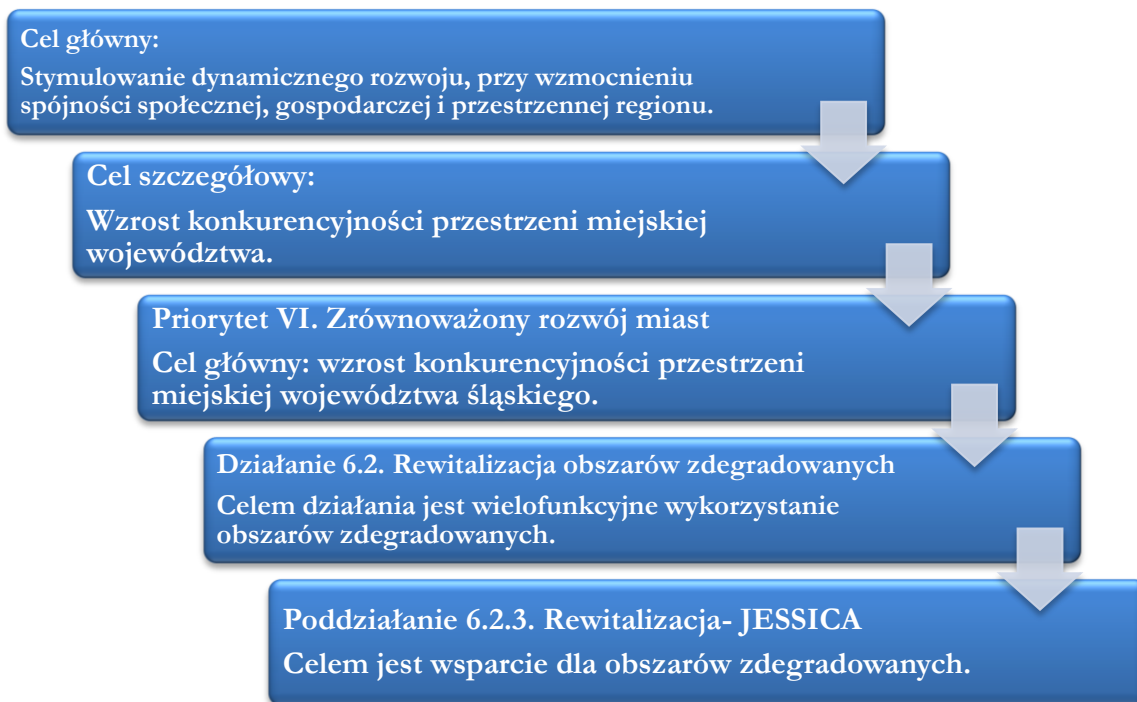 Cel główny:
Stymulowanie dynamicznego rozwoju, przy wzmocnieniu
spójności społecznej, gospodarczej i przestrzennej regionu.
Cel szczegółowy:
Wzrost konkurencyjności przestrzeni miejskiej
województwa.
Priorytet VI. Zrównoważony rozwój miast
Cel główny: wzrost konkurencyjności przestrzeni
miejskiej województwa śląskiego.
Działanie 6.2. Rewitalizacja obszarów zdegradowanych
Celem działania jest wielofunkcyjne wykorzystanie
obszarów zdegradowanych.
Poddziałanie 6.2.3. Rewitalizacja- JESSICA
Celem jest wsparcie dla obszarów zdegradowanych.